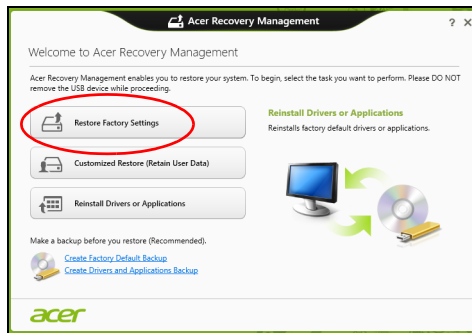 Acer Recovery Management
? X
Welcome to Acer Recovery Management
Acer Recovery Management enables you to restore your system. To begin, select the task you want to perform. Please DO NOT
remove the USB device while proceeding.
Restore Factory Settings
Customized Restore (Retain User Data)
Reinstall Drivers or Applications
Reinstall Drivers or Applications
Reinstalls factory default drivers or applications.
Make a backup before you restore (Recommended).
Create Factory Default Backup
Create Drivers and Applications Backup
acer